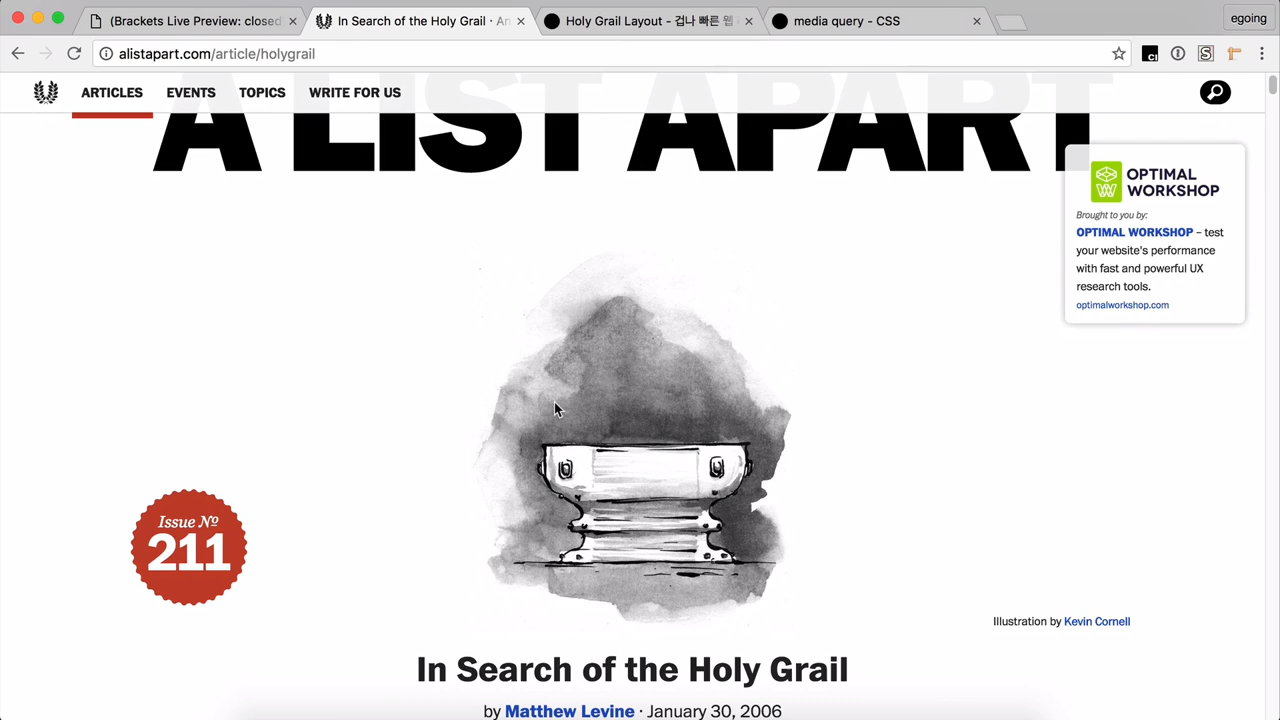 (Brackets Live Preview: closed
In Search of the Holy Grail · An
Holy Grail Layout - 겁나 빠른 웹
media query - CSS
egoing
alistapart.com/article/holygrail
ARTICLES
EVENTS
TOPICS
WRITE FOR US
A LIST APART
OPTIMAL
WORKSHOP
Brought to you by:
OPTIMAL WORKSHOP – test
your website's performance
with fast and powerful UX
research tools.
optimalworkshop.com
Issue №
211
Illustration by Kevin Cornell
In Search of the Holy Grail
by Matthew Levine · January 30, 2006